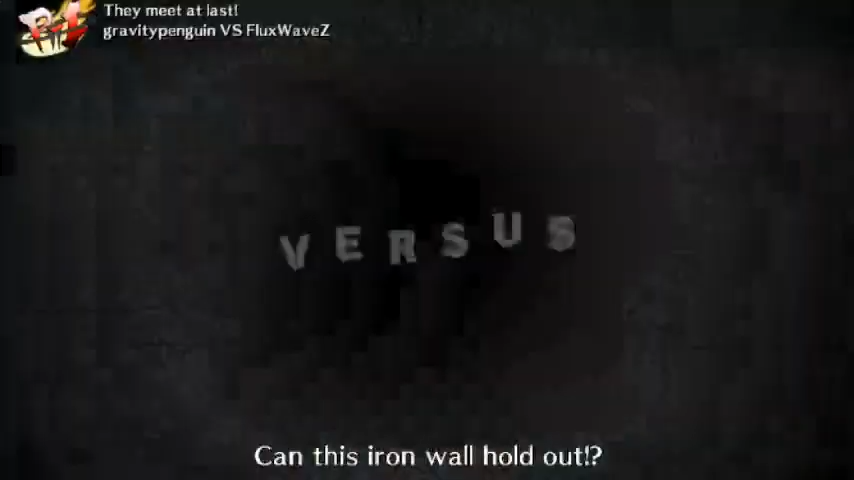 They meet at last!
gravitypenguin VS FluxWaveZ
VERSUS
Can this iron wall hold out!?